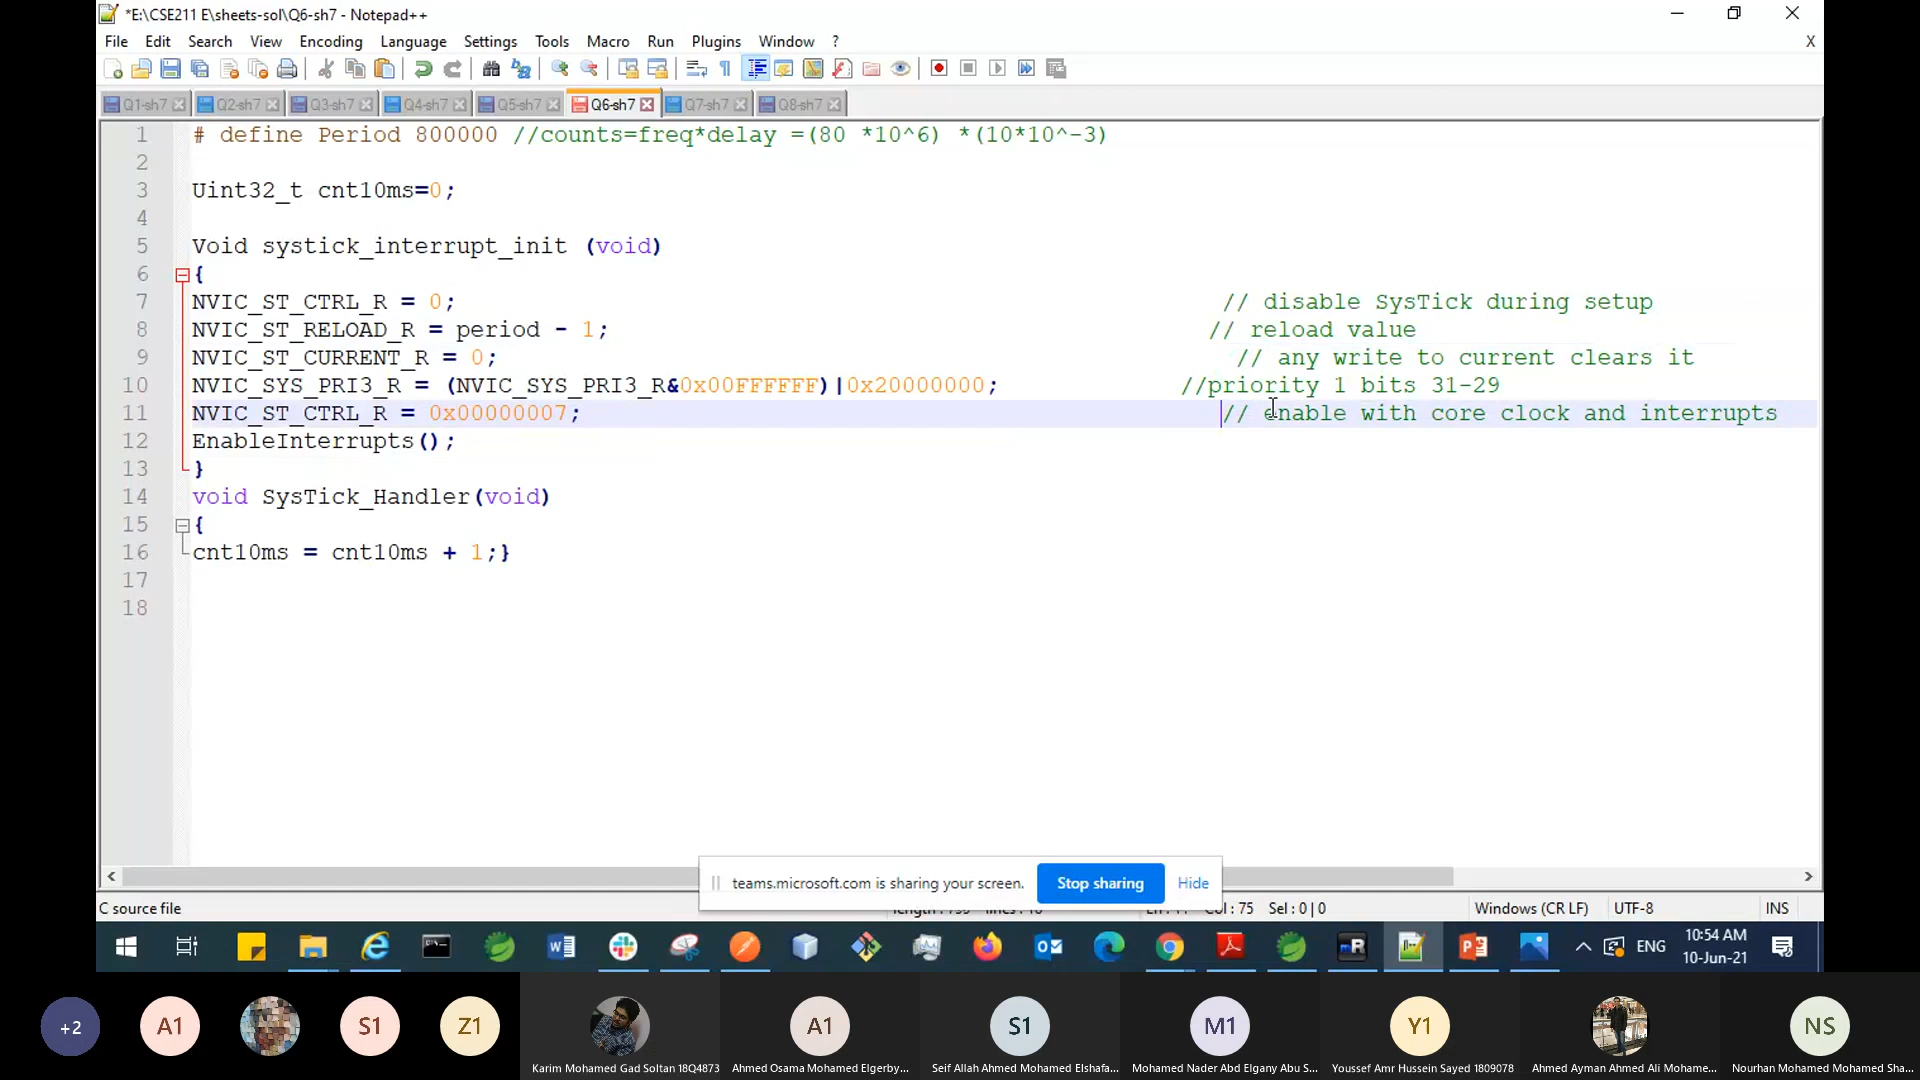 *E:\CSE211 E\sheets-sol\Q6-sh7 - Notepad++
File Edit Search View Encoding Language Settings Tools Macro Run Plugins Window ? X
Q1-sh7 Q2-sh7 Q3-sh7 Q4-sh7 Q5-sh7 Q6-sh7 Q7-sh7 Q8-sh7
1 # define Period 800000 //counts=freq*delay =(80 *10^6) *(10*10^-3)
2
3 Uint32_t cnt10ms=0;
4
5 Void systick_interrupt_init (void)
6 {
7 NVIC_ST_CTRL_R = 0; // disable SysTick during setup
8 NVIC_ST_RELOAD_R = period - 1; // reload value
9 NVIC_ST_CURRENT_R = 0; // any write to current clears it
10 NVIC_SYS_PRI3_R = (NVIC_SYS_PRI3_R&0x00FFFFFF)|0x20000000; //priority 1 bits 31-29
11 NVIC_ST_CTRL_R = 0x00000007; // enable with core clock and interrupts
12 EnableInterrupts();
13 }
14 void SysTick_Handler(void)
15 {
16 cnt10ms = cnt10ms + 1;}
17
18
teams.microsoft.com is sharing your screen. Stop sharing Hide
C source file Col : 75 Sel : 0 | 0 Windows (CR LF) UTF-8 INS
ENG 10:54 AM
10-Jun-21
+2 A1 S1 Z1 A1 S1 M1 Y1 NS
Karim Mohamed Gad Soltan 18Q4873 Ahmed Osama Mohamed Elgerby... Seif Allah Ahmed Mohamed Elshafa... Mohamed Nader Abd Elgany Abu S... Youssef Amr Hussein Sayed 1809078 Ahmed Ayman Ahmed Ali Mohame... Nourhan Mohamed Mohamed Sha...